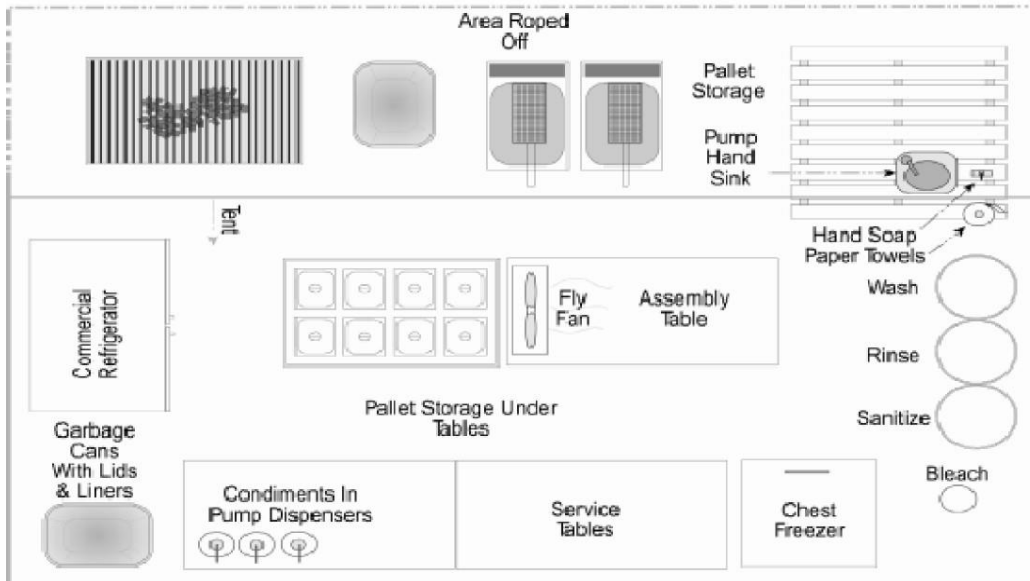 Area Roped
Off
Pallet
Storage
Pump
Hand
Sink
Tent
Hand Soap
Paper Towels
Commercial
Refrigerator
Fly
Fan
Assembly
Table
Wash
Rinse
Sanitize
Pallet Storage Under
Tables
Garbage
Cans
With Lids
& Liners
Condiments In
Pump Dispensers
Service
Tables
Chest
Freezer
Bleach